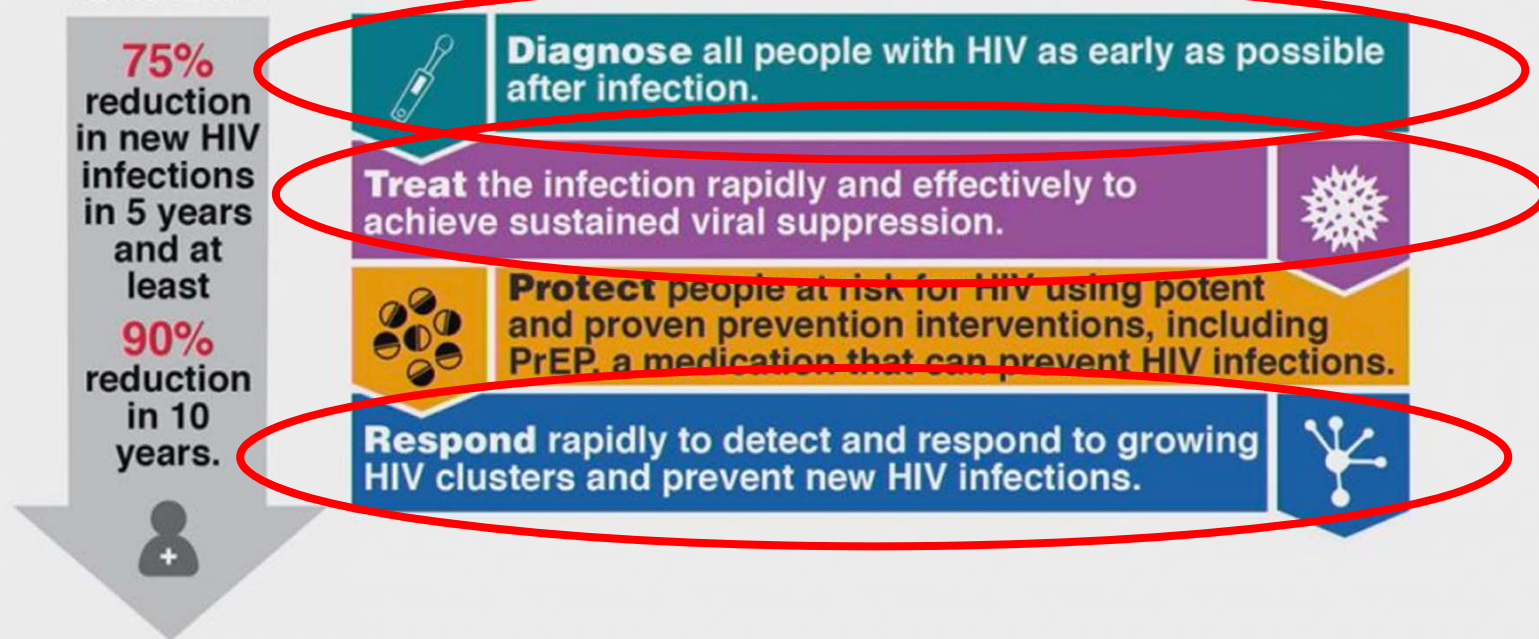 75%
reduction
in new HIV
infections
in 5 years
and at
least
90%
reduction
in 10
years.
Diagnose all people with HIV as early as possible
after infection.
Treat the infection rapidly and effectively to
achieve sustained viral suppression.
Protect people at risk for HIV using potent
and proven prevention interventions, including
PrEP, a medication that can prevent HIV infections.
Respond rapidly to detect and respond to growing
HIV clusters and prevent new HIV infections.